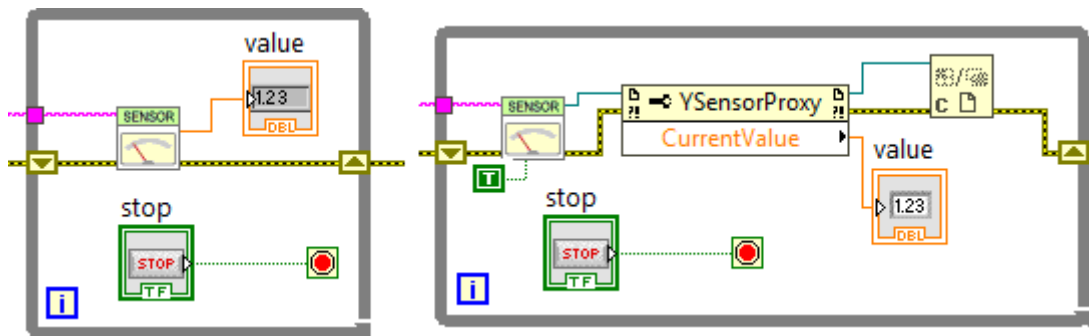 value
1.23
DBL
SENSOR
stop
STOP
TF
i
SENSOR
YSensorProxy
CurrentValue
C
T
value
1.23
DBL
stop
STOP
TF
i